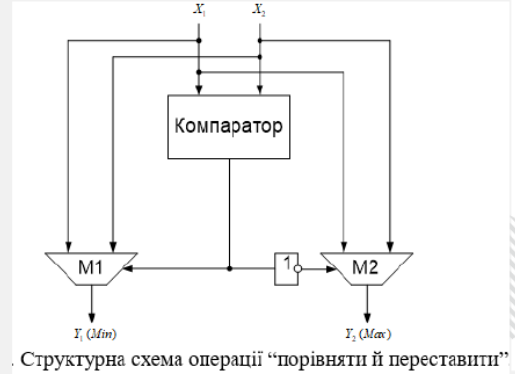 X₁ X₂
Компаратор
M1 1 M2
Y₁ (Min) Y₂ (Max)
. Структурна схема операції “порівняти й переставити”